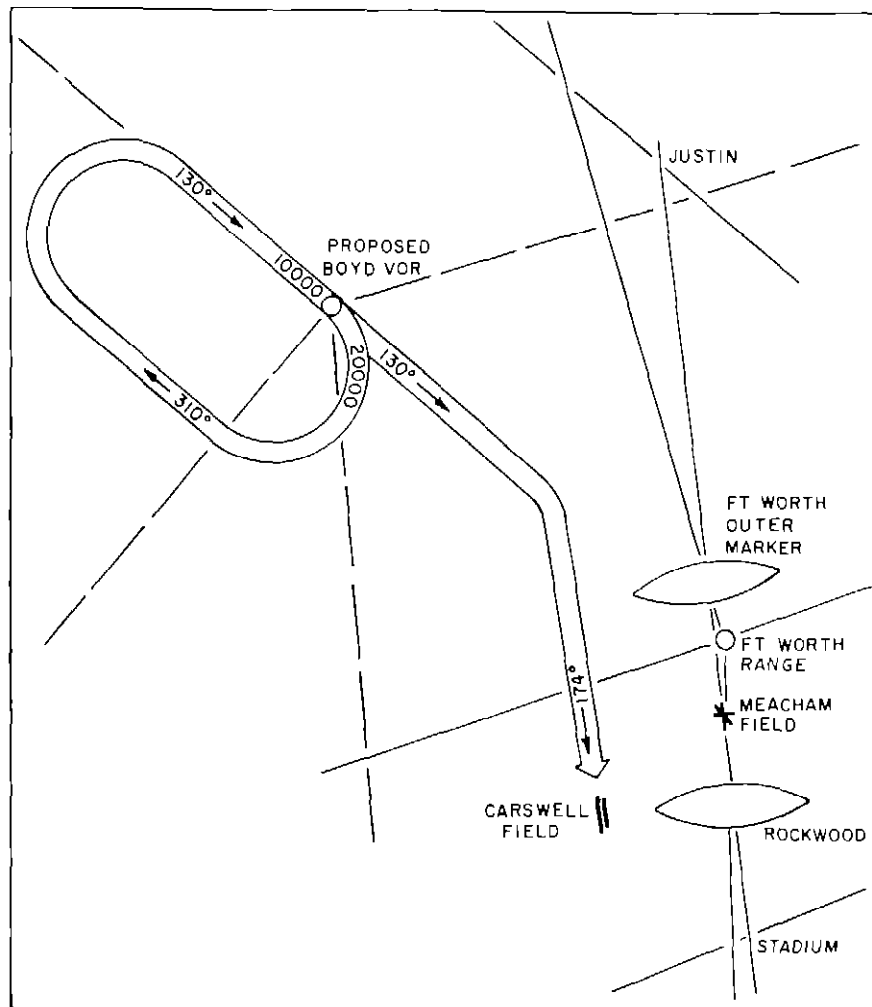 JUSTIN
130°
PROPOSED
BOYD VOR
10000
20000
130°
310°
FT WORTH
OUTER
MARKER
FT WORTH
RANGE
174°
MEACHAM
FIELD
CARSWELL
FIELD
ROCKWOOD
STADIUM